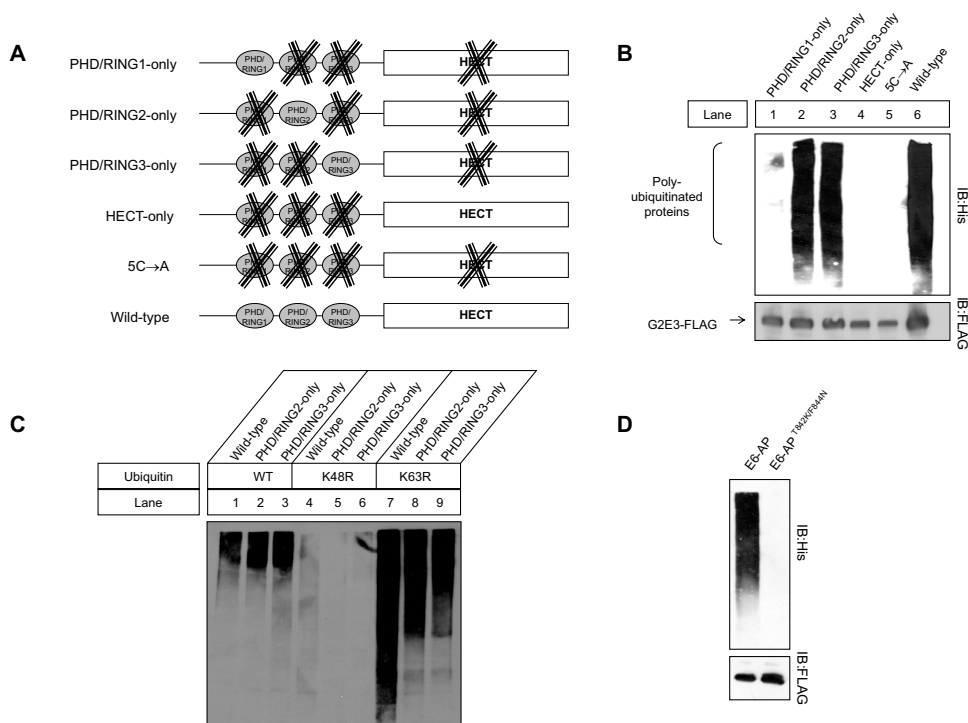 A
PHD/RING1-only
PHD/
RING1
HECT
PHD/RING2-only
PHD/
RING2
HECT
PHD/RING3-only
PHD/
RING3
HECT
HECT-only
HECT
5C→A
HECT
Wild-type
PHD/
RING1
PHD/
RING2
PHD/
RING3
HECT
B
PHD/RING1-only
PHD/RING2-only
PHD/RING3-only
HECT-only
5C→A
Wild-type
Lane 1 2 3 4 5 6
Poly-
ubiquitinated
proteins
IB:His
G2E3-FLAG →
IB:FLAG
C
Wild-type
PHD/RING2-only
PHD/RING3-only
Wild-type
PHD/RING2-only
PHD/RING3-only
Wild-type
PHD/RING2-only
PHD/RING3-only
Ubiquitin WT K48R K63R
Lane 1 2 3 4 5 6 7 8 9
D
E6-AP
E6-AP T842K/F844N
IB:His
IB:FLAG